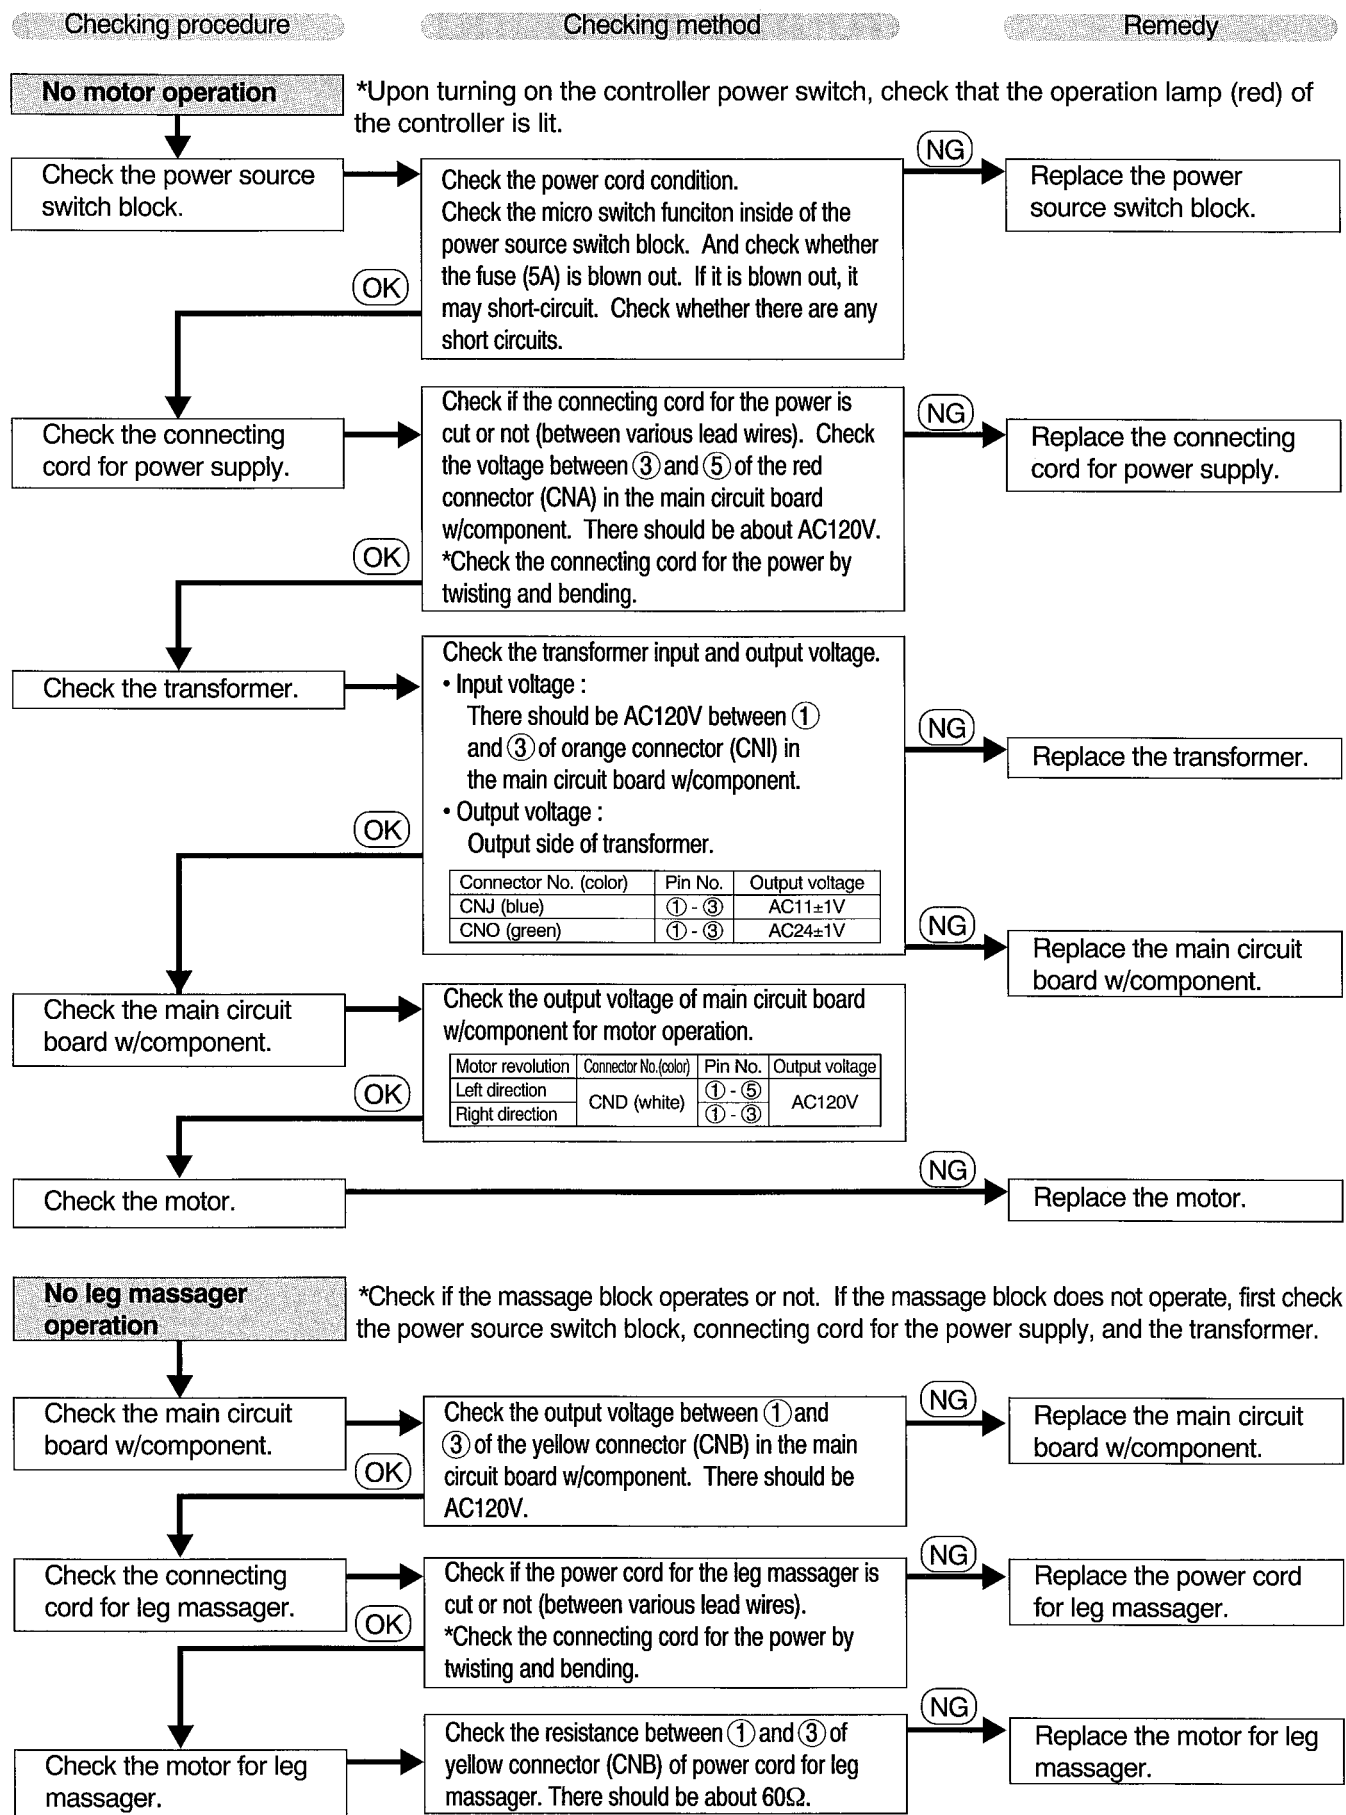 Checking procedure
Checking method
Remedy
No motor operation
*Upon turning on the controller power switch, check that the operation lamp (red) of
the controller is lit.
Check the power source
switch block.
Check the power cord condition.
Check the micro switch funciton inside of the
power source switch block. And check whether
the fuse (5A) is blown out. If it is blown out, it
may short-circuit. Check whether there are any
short circuits.
NG
Replace the power
source switch block.
OK
Check the connecting
cord for power supply.
Check if the connecting cord for the power is
cut or not (between various lead wires). Check
the voltage between ③ and ⑤ of the red
connector (CNA) in the main circuit board
w/component. There should be about AC120V.
*Check the connecting cord for the power by
twisting and bending.
NG
Replace the connecting
cord for power supply.
OK
Check the transformer.
Check the transformer input and output voltage.
• Input voltage :
There should be AC120V between ①
and ③ of orange connector (CNI) in
the main circuit board w/component.
• Output voltage :
Output side of transformer.
Connector No. (color) Pin No. Output voltage
CNJ (blue) ① - ③ AC11±1V
CNO (green) ① - ③ AC24±1V
NG
Replace the transformer.
OK
NG
Replace the main circuit
board w/component.
Check the main circuit
board w/component.
Check the output voltage of main circuit board
w/component for motor operation.
Motor revolution Connector No.(color) Pin No. Output voltage
Left direction CND (white) ① - ⑤ AC120V
Right direction ① - ③
OK
Check the motor.
NG
Replace the motor.
No leg massager
operation
*Check if the massage block operates or not. If the massage block does not operate, first check
the power source switch block, connecting cord for the power supply, and the transformer.
Check the main circuit
board w/component.
Check the output voltage between ① and
③ of the yellow connector (CNB) in the main
circuit board w/component. There should be
AC120V.
NG
Replace the main circuit
board w/component.
OK
Check the connecting
cord for leg massager.
Check if the power cord for the leg massager is
cut or not (between various lead wires).
*Check the connecting cord for the power by
twisting and bending.
NG
Replace the power cord
for leg massager.
OK
Check the motor for leg
massager.
Check the resistance between ① and ③ of
yellow connector (CNB) of power cord for leg
massager. There should be about 60Ω.
NG
Replace the motor for leg
massager.